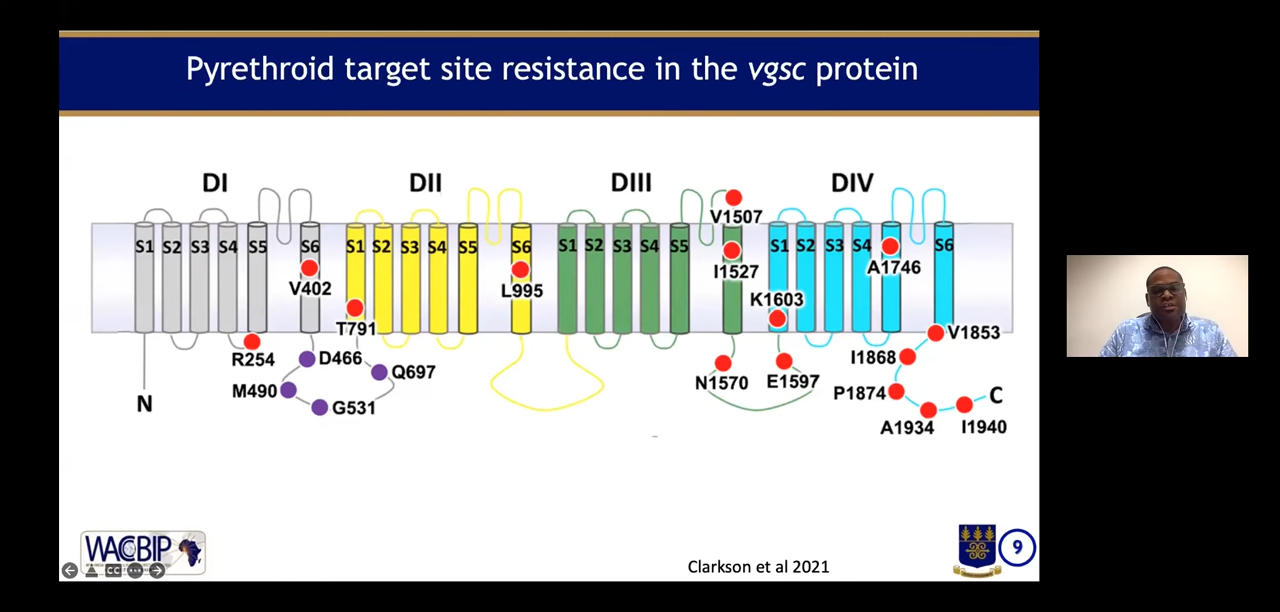 Pyrethroid target site resistance in the vgsc protein
DI DII DIII DIV
V1507
S1 S2 S3 S4 S5 S6 S1 S2 S3 S4 S5 S6 S1 S2 S3 S4 S5 S1 S2 S3 S4 S6
V402 L995 I1527 A1746
K1603
T791 V1853
R254 D466 I1868
Q697 N1570 E1597
M490 P1874 C
N G531
A1934 I1940
WACCBIP
CC
Clarkson et al 2021
9